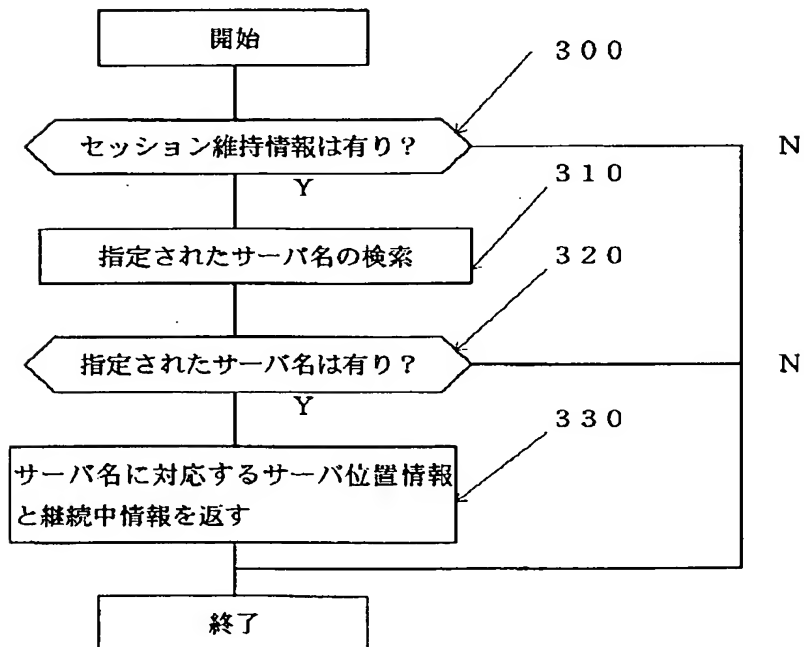 開始
３００
セッション維持情報は有り？
N
Y
３１０
指定されたサーバ名の検索
３２０
指定されたサーバ名は有り？
N
Y
３３０
サーバ名に対応するサーバ位置情報
と継続中情報を返す
終了